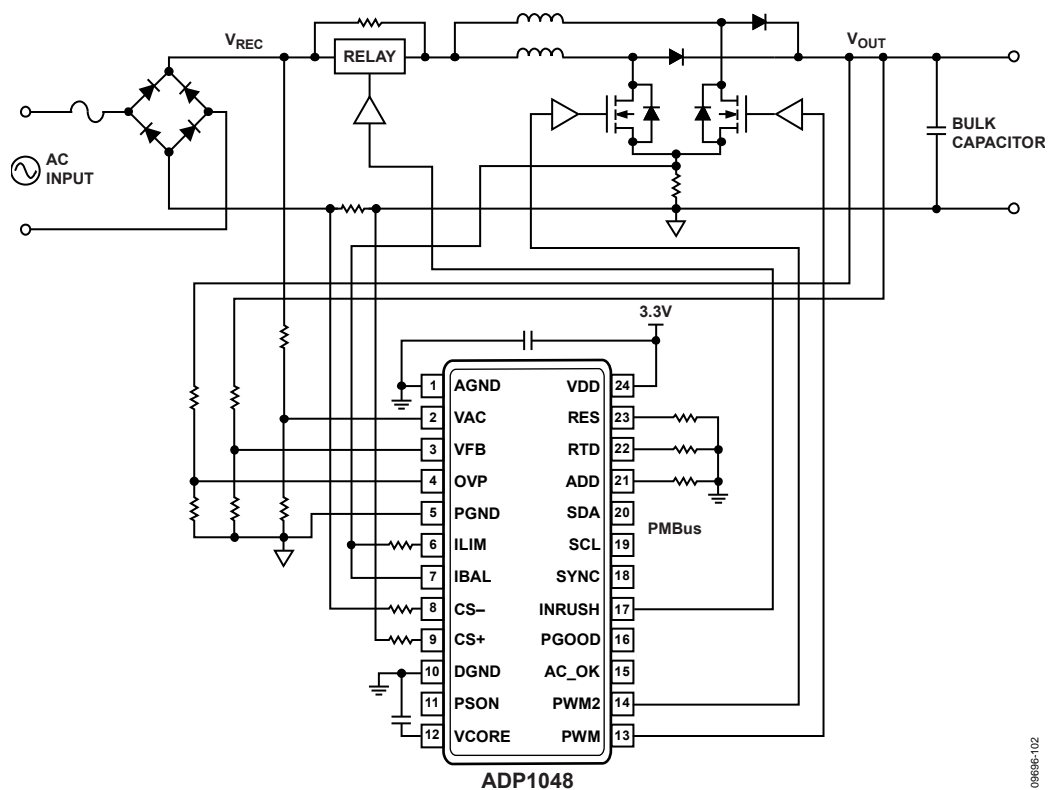 VREC
RELAY
VOUT
AC
INPUT
BULK
CAPACITOR
3.3V
1 AGND VDD 24
2 VAC RES 23
3 VFB RTD 22
4 OVP ADD 21
5 PGND SDA 20
PMBus
6 ILIM SCL 19
7 IBAL SYNC 18
8 CS– INRUSH 17
9 CS+ PGOOD 16
10 DGND AC_OK 15
11 PSON PWM2 14
12 VCORE PWM 13
ADP1048
09696-102